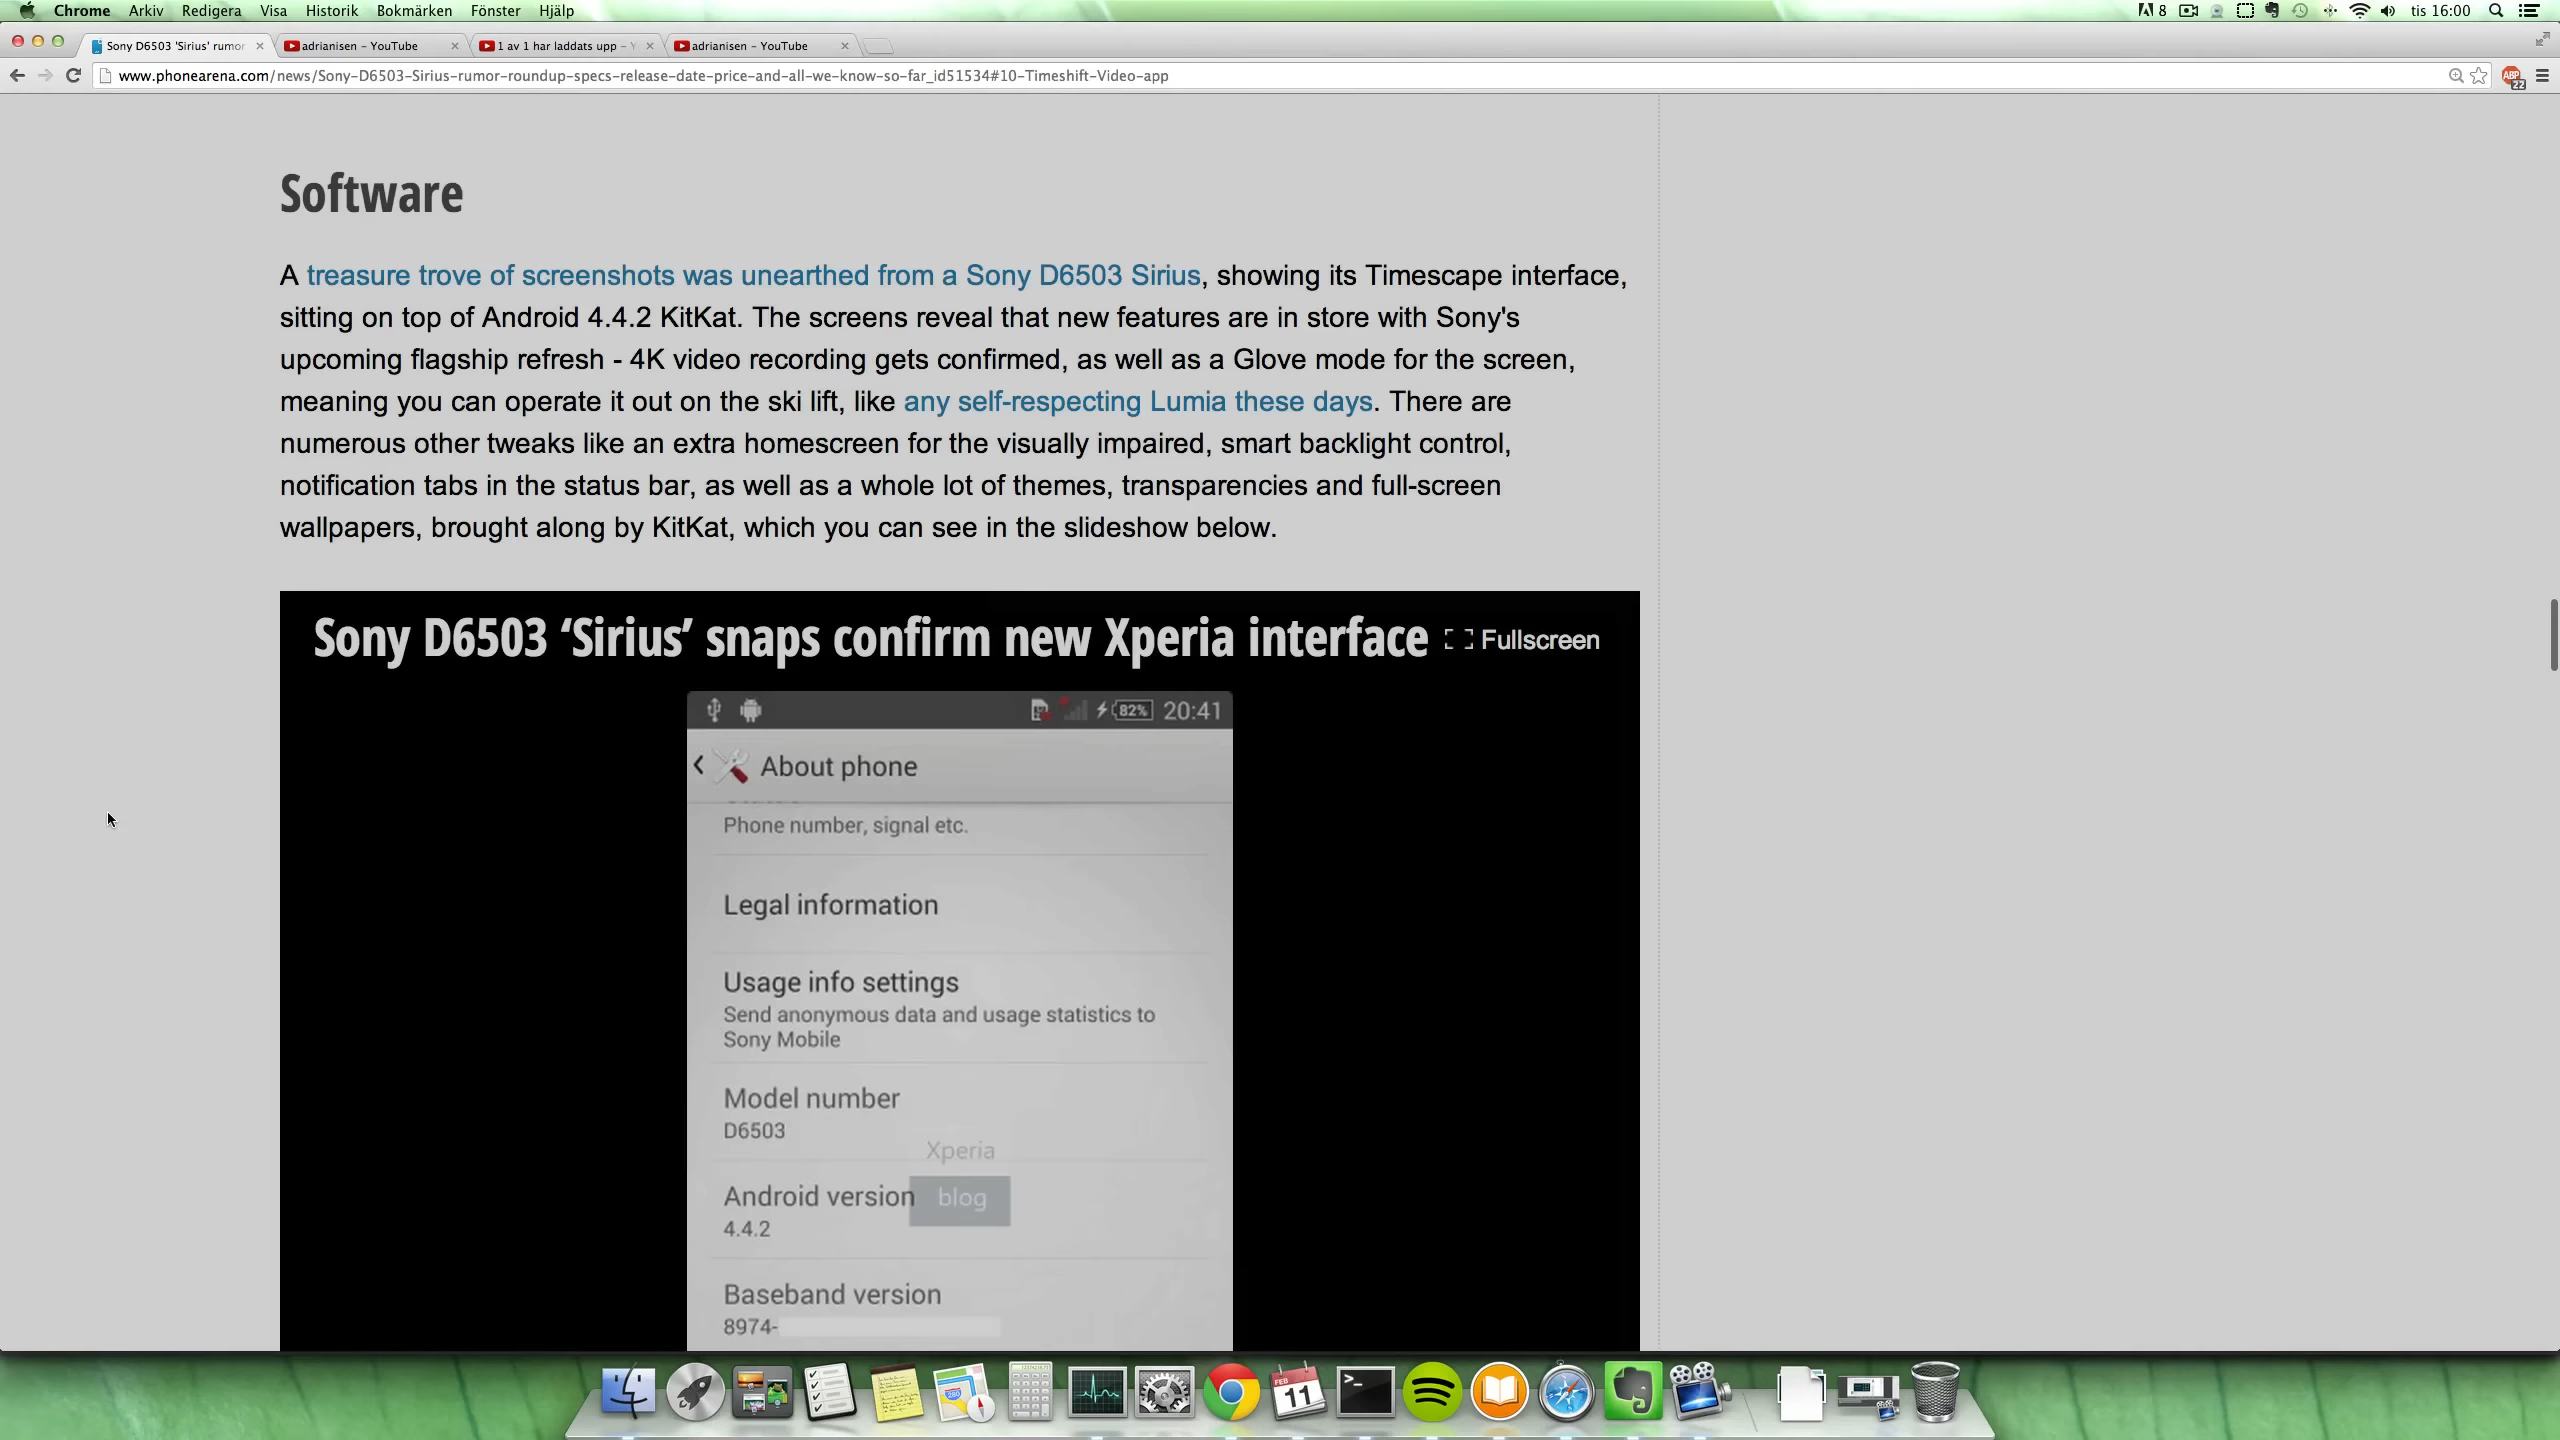 Chrome Arkiv Redigera Visa Historik Bokmärken Fönster Hjälp 8 tis 16:00
Sony D6503 'Sirius' rumor adrianisen – YouTube 1 av 1 har laddats upp – Y adrianisen – YouTube
www.phonearena.com/news/Sony-D6503-Sirius-rumor-roundup-specs-release-date-price-and-all-we-know-so-far_id51534#10-Timeshift-Video-app ABP 22
Software
A treasure trove of screenshots was unearthed from a Sony D6503 Sirius, showing its Timescape interface,
sitting on top of Android 4.4.2 KitKat. The screens reveal that new features are in store with Sony's
upcoming flagship refresh - 4K video recording gets confirmed, as well as a Glove mode for the screen,
meaning you can operate it out on the ski lift, like any self-respecting Lumia these days. There are
numerous other tweaks like an extra homescreen for the visually impaired, smart backlight control,
notification tabs in the status bar, as well as a whole lot of themes, transparencies and full-screen
wallpapers, brought along by KitKat, which you can see in the slideshow below.
Sony D6503 ‘Sirius’ snaps confirm new Xperia interface Fullscreen
82% 20:41
About phone
Phone number, signal etc.
Legal information
Usage info settings
Send anonymous data and usage statistics to
Sony Mobile
Model number
D6503
Xperia
Android version blog
4.4.2
Baseband version
8974-
280 FEB 11